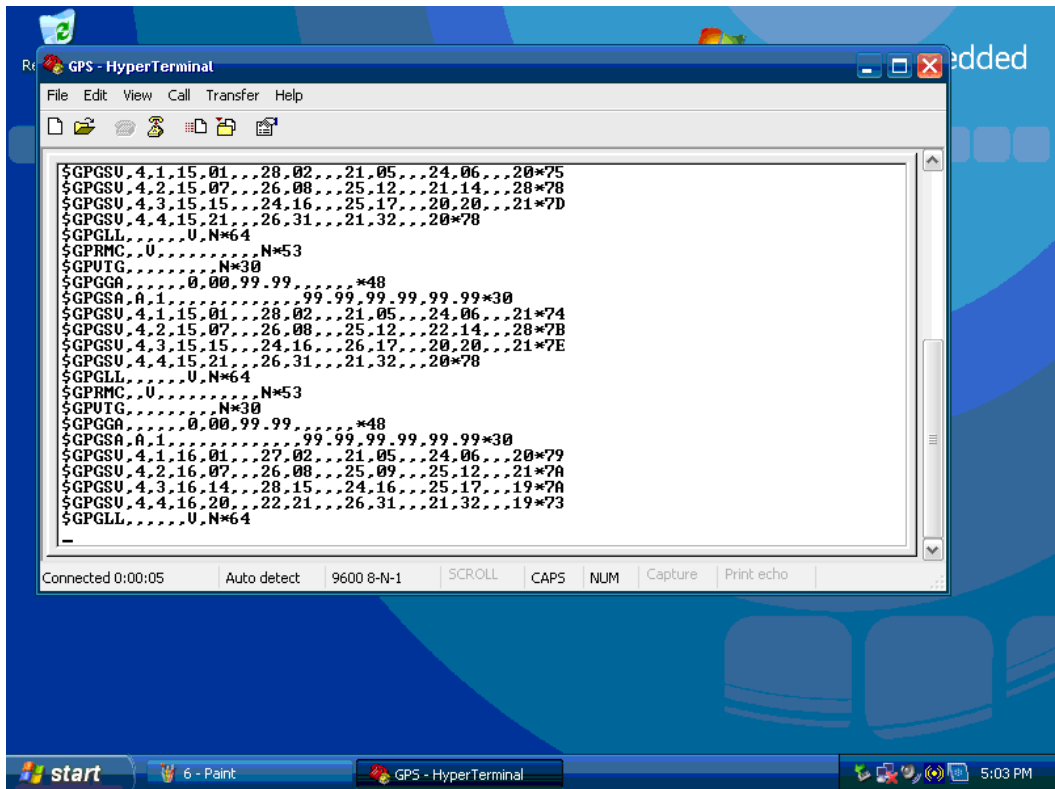 Re
edded
GPS - HyperTerminal
File Edit View Call Transfer Help
$GPGSV,4,1,15,01,,,28,02,,,21,05,,,24,06,,,20*75
$GPGSV,4,2,15,07,,,26,08,,,25,12,,,21,14,,,28*78
$GPGSV,4,3,15,15,,,24,16,,,25,17,,,20,20,,,21*7D
$GPGSV,4,4,15,21,,,26,31,,,21,32,,,20*78
$GPGLL,,,,,,V,N*64
$GPRMC,,V,,,,,,,,,,N*53
$GPVTG,,,,,,,,,N*30
$GPGGA,,,,,,0,00,99.99,,,,,,*48
$GPGSA,A,1,,,,,,,,,,,,,99.99,99.99,99.99*30
$GPGSV,4,1,15,01,,,28,02,,,21,05,,,24,06,,,21*74
$GPGSV,4,2,15,07,,,26,08,,,25,12,,,22,14,,,28*7B
$GPGSV,4,3,15,15,,,24,16,,,26,17,,,20,20,,,21*7E
$GPGSV,4,4,15,21,,,26,31,,,21,32,,,20*78
$GPGLL,,,,,,V,N*64
$GPRMC,,V,,,,,,,,,,N*53
$GPVTG,,,,,,,,,N*30
$GPGGA,,,,,,0,00,99.99,,,,,,*48
$GPGSA,A,1,,,,,,,,,,,,,99.99,99.99,99.99*30
$GPGSV,4,1,16,01,,,27,02,,,21,05,,,24,06,,,20*79
$GPGSV,4,2,16,07,,,26,08,,,25,09,,,25,12,,,21*7A
$GPGSV,4,3,16,14,,,28,15,,,24,16,,,25,17,,,19*7A
$GPGSV,4,4,16,20,,,22,21,,,26,31,,,21,32,,,19*73
$GPGLL,,,,,,V,N*64
Connected 0:00:05 Auto detect 9600 8-N-1 SCROLL CAPS NUM Capture Print echo
start 6 - Paint GPS - HyperTerminal 5:03 PM